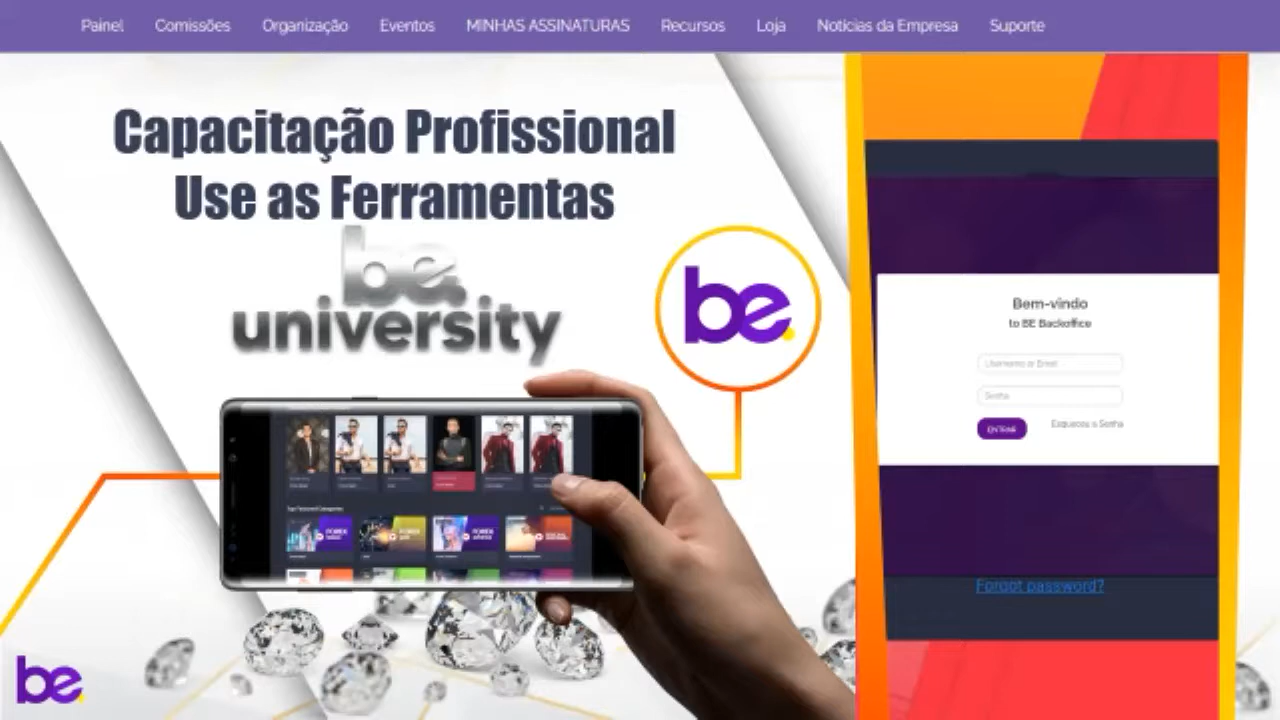 Painel Comissões Organização Eventos MINHAS ASSINATURAS Recursos Loja Notícias da Empresa Suporte
Capacitação Profissional
Use as Ferramentas
be.
university
be.
Bem-vindo
to BE Backoffice
Username or Email
Senha
ENTRAR
Esqueceu a Senha
Forgot password?
be.